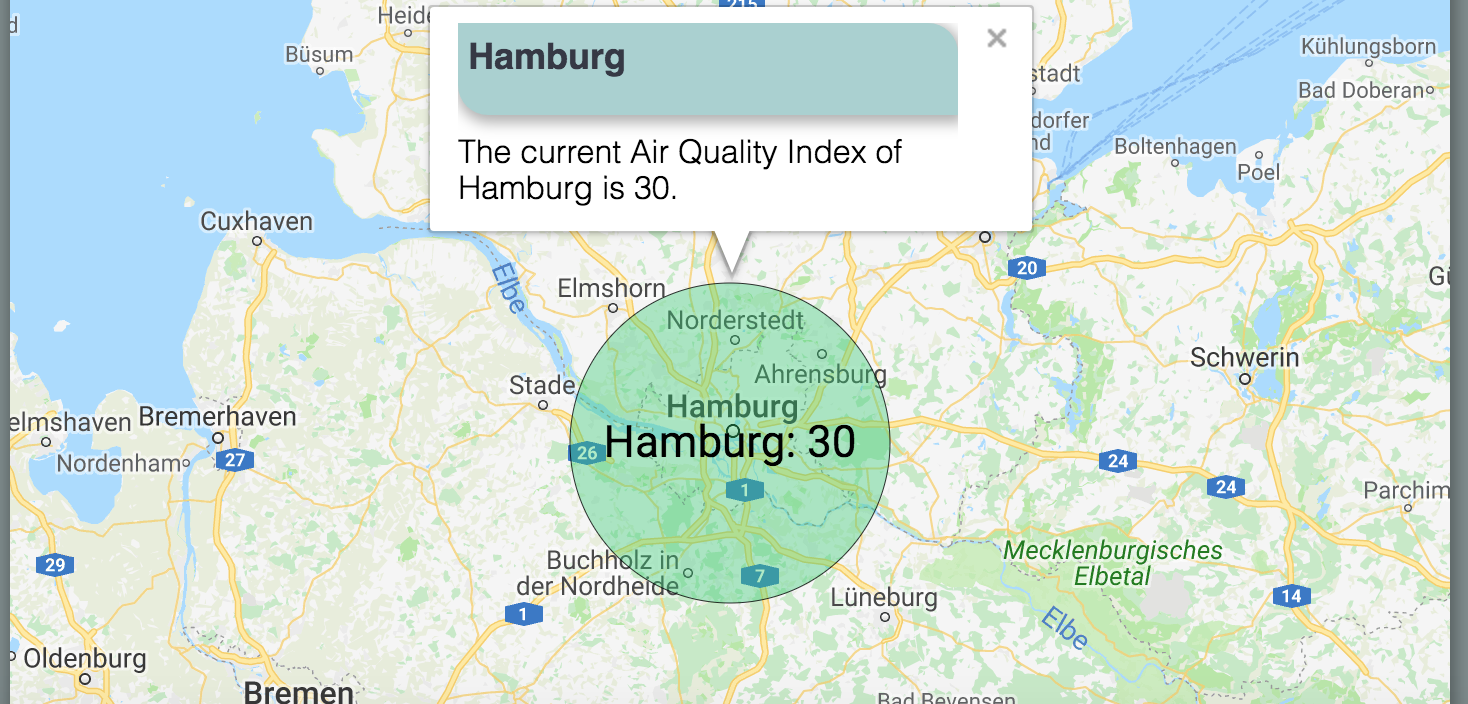 215
Heide
Büsum
Hamburg
Kühlungsborn
stadt
Bad Doberan
dorfer
nd
Boltenhagen
Poel
The current Air Quality Index of
Hamburg is 30.
Cuxhaven
Elbe
20
Elmshorn
Norderstedt
Schwerin
Ahrensburg
Stade
Hamburg
elmshaven
Bremerhaven
Hamburg: 30
26
27
Nordenham
24
24
1
Parchim
Mecklenburgisches
Elbetal
Buchholz in
der Nordheide
29
7
Lüneburg
14
1
Elbe
Oldenburg
Bremen
Bad Bevensen